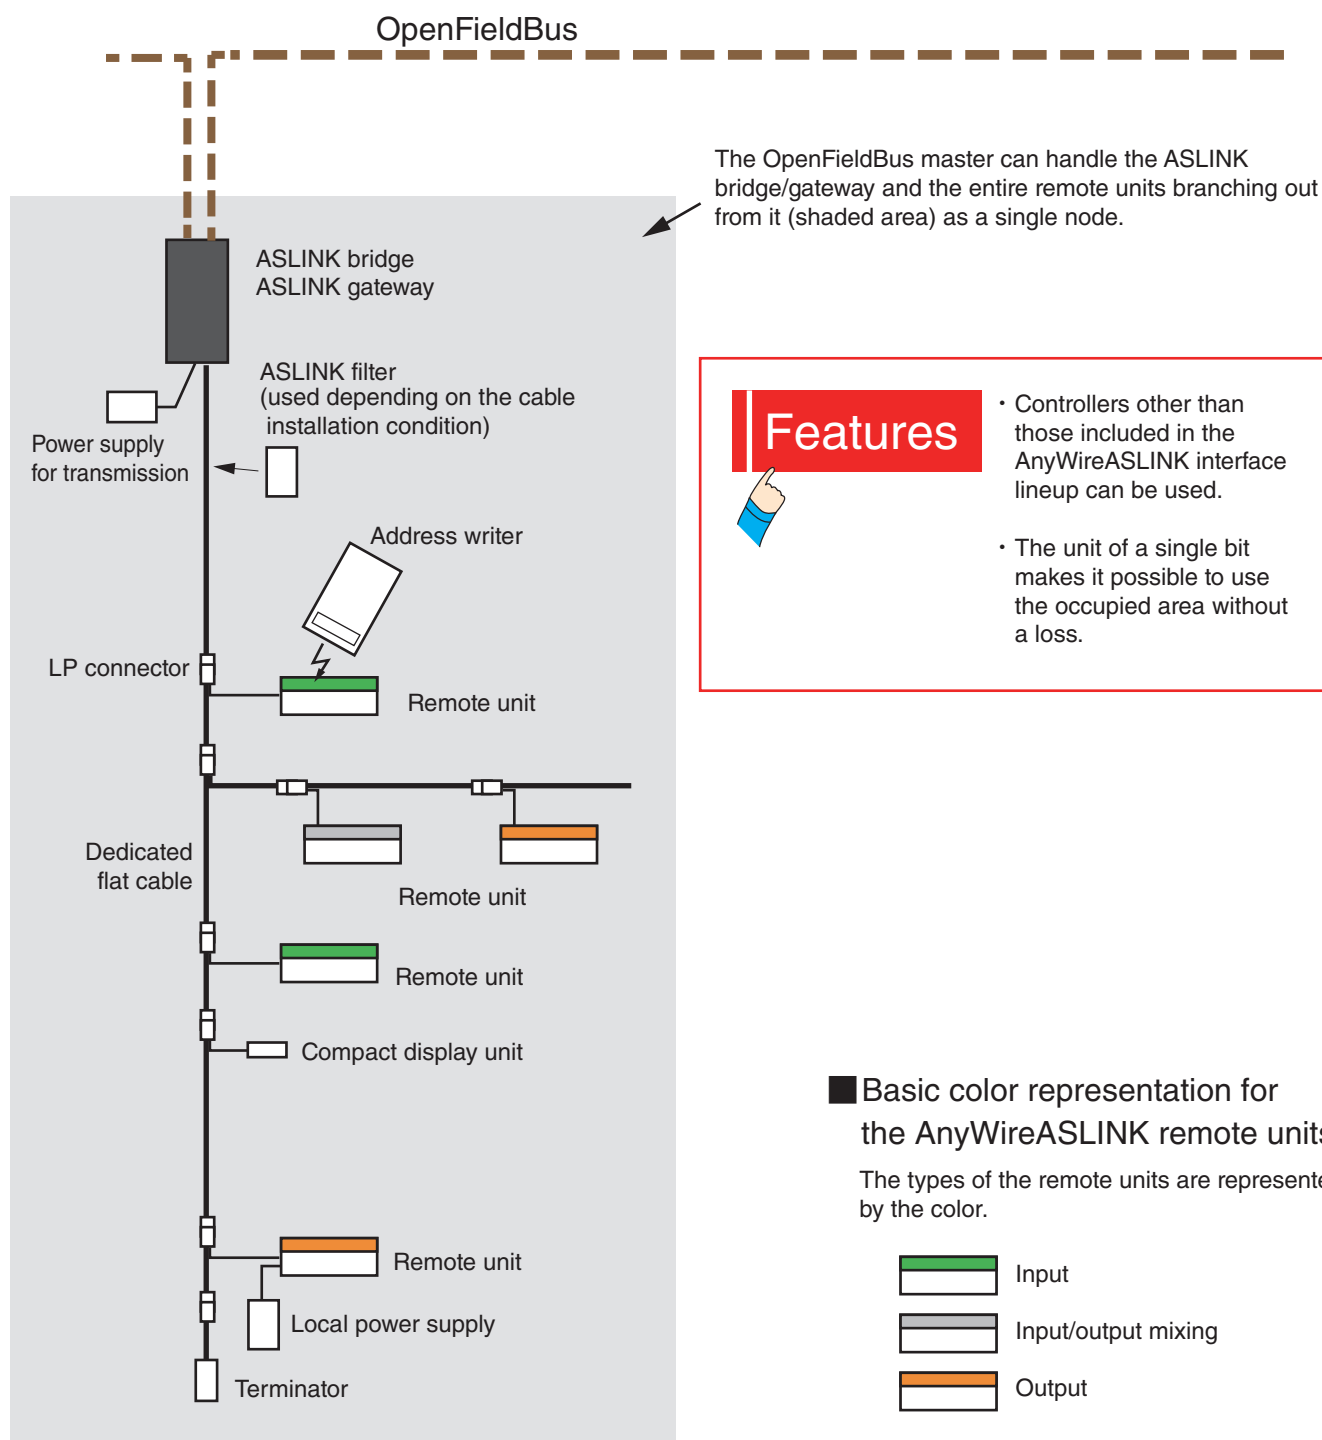 OpenFieldBus
The OpenFieldBus master can handle the ASLINK
bridge/gateway and the entire remote units branching out
from it (shaded area) as a single node.
ASLINK bridge
ASLINK gateway
ASLINK filter
(used depending on the cable
installation condition)
Power supply
for transmission
Features
・Controllers other than
those included in the
AnyWireASLINK interface
lineup can be used.
・The unit of a single bit
makes it possible to use
the occupied area without
a loss.
Address writer
LP connector
Remote unit
Dedicated
flat cable
Remote unit
Remote unit
Compact display unit
Remote unit
Local power supply
Terminator
■Basic color representation for
the AnyWireASLINK remote units
The types of the remote units are represente
by the color.
Input
Input/output mixing
Output